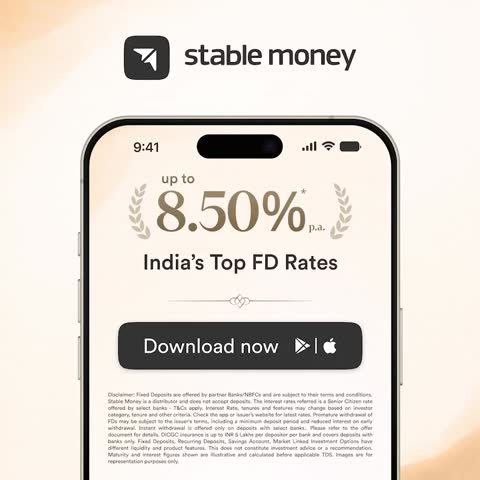 stable money
9:41
up to
8.50%*
p.a.
India's Top FD Rates
Download now
Disclaimer: Fixed Deposits are offered by partner Banks/NBFCs and are subject to their terms and conditions.
Stable Money is a distributor and does not accept deposits. The interest rates referred is a Senior Citizen rate
offered by select banks - T&Cs apply. Interest Rate, tenures and features may change based on investor
category, tenure and other criteria. Check the app or issuer's website for latest rates. Premature withdrawal of
FDs may be subject to the issuer's terms, including a minimum deposit period and reduced interest on early
withdrawal. Instant withdrawal is offered only on deposits with select banks. Please refer to the offer
document for details. DICGC insurance is up to INR 5 Lakhs per depositor per bank and covers deposits with
banks only. Fixed Deposits, Recurring Deposits, Savings Account, Market Linked Investment Options have
different liquidity and product features. This does not constitute investment advice or a recommendation.
Maturity and interest figures shown are illustrative and calculated before applicable TDS. Images are for
representation purposes only.